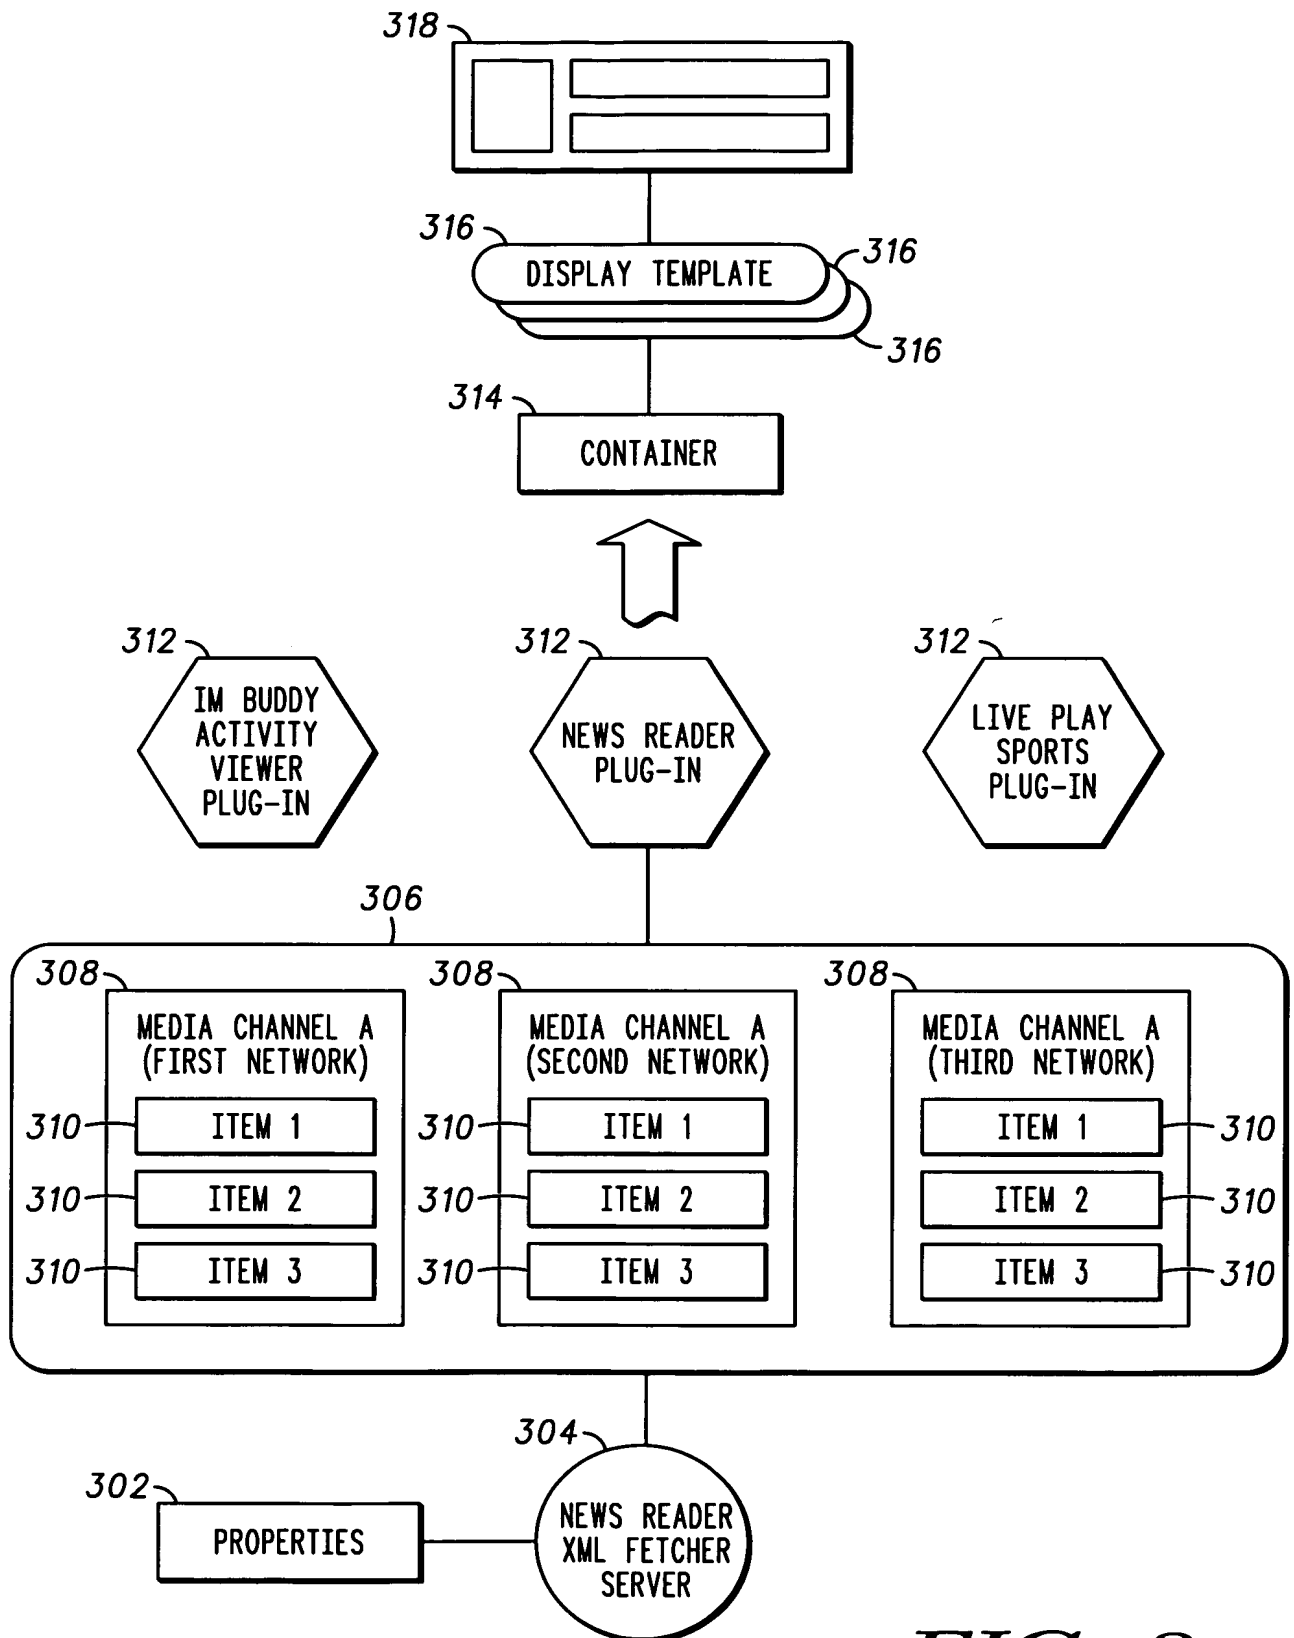 318
316
DISPLAY TEMPLATE
316
316
314
CONTAINER
312
IM BUDDY
ACTIVITY
VIEWER
PLUG-IN
312
NEWS READER
PLUG-IN
312
LIVE PLAY
SPORTS
PLUG-IN
306
308
MEDIA CHANNEL A
(FIRST NETWORK)
310
ITEM 1
310
ITEM 2
310
ITEM 3
308
MEDIA CHANNEL A
(SECOND NETWORK)
310
ITEM 1
310
ITEM 2
310
ITEM 3
308
MEDIA CHANNEL A
(THIRD NETWORK)
ITEM 1
310
ITEM 2
310
ITEM 3
310
304
NEWS READER
XML FETCHER
SERVER
302
PROPERTIES